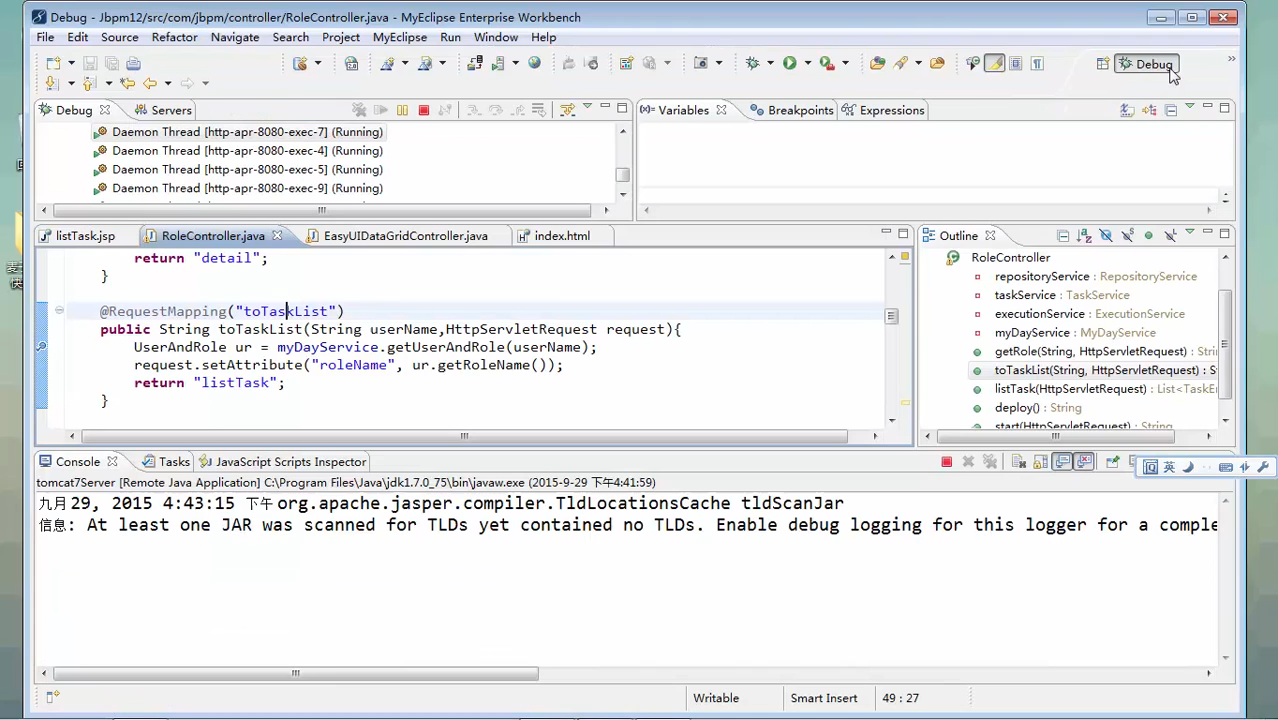 Debug - Jbpm12/src/com/jbpm/controller/RoleController.java - MyEclipse Enterprise Workbench
File Edit Source Refactor Navigate Search Project MyEclipse Run Window Help
Debug
Debug Servers
Variables Breakpoints Expressions
Daemon Thread [http-apr-8080-exec-7] (Running)
Daemon Thread [http-apr-8080-exec-4] (Running)
Daemon Thread [http-apr-8080-exec-5] (Running)
Daemon Thread [http-apr-8080-exec-9] (Running)
listTask.jsp RoleController.java EasyUIDataGridController.java index.html
return "detail";
}
@RequestMapping("toTaskList")
public String toTaskList(String userName,HttpServletRequest request){
UserAndRole ur = myDayService.getUserAndRole(userName);
request.setAttribute("roleName", ur.getRoleName());
return "listTask";
}
Outline
RoleController
repositoryService : RepositoryService
taskService : TaskService
executionService : ExecutionService
myDayService : MyDayService
getRole(String, HttpServletRequest) : Stri
toTaskList(String, HttpServletRequest) : S
listTask(HttpServletRequest) : List<TaskE
deploy() : String
start(HttpServletRequest) : String
Console Tasks JavaScript Scripts Inspector
英
tomcat7Server [Remote Java Application] C:\Program Files\Java\jdk1.7.0_75\bin\javaw.exe (2015-9-29 下午4:41:59)
九月 29, 2015 4:43:15 下午 org.apache.jasper.compiler.TldLocationsCache tldScanJar
信息: At least one JAR was scanned for TLDs yet contained no TLDs. Enable debug logging for this logger for a comple
Writable Smart Insert 49 : 27